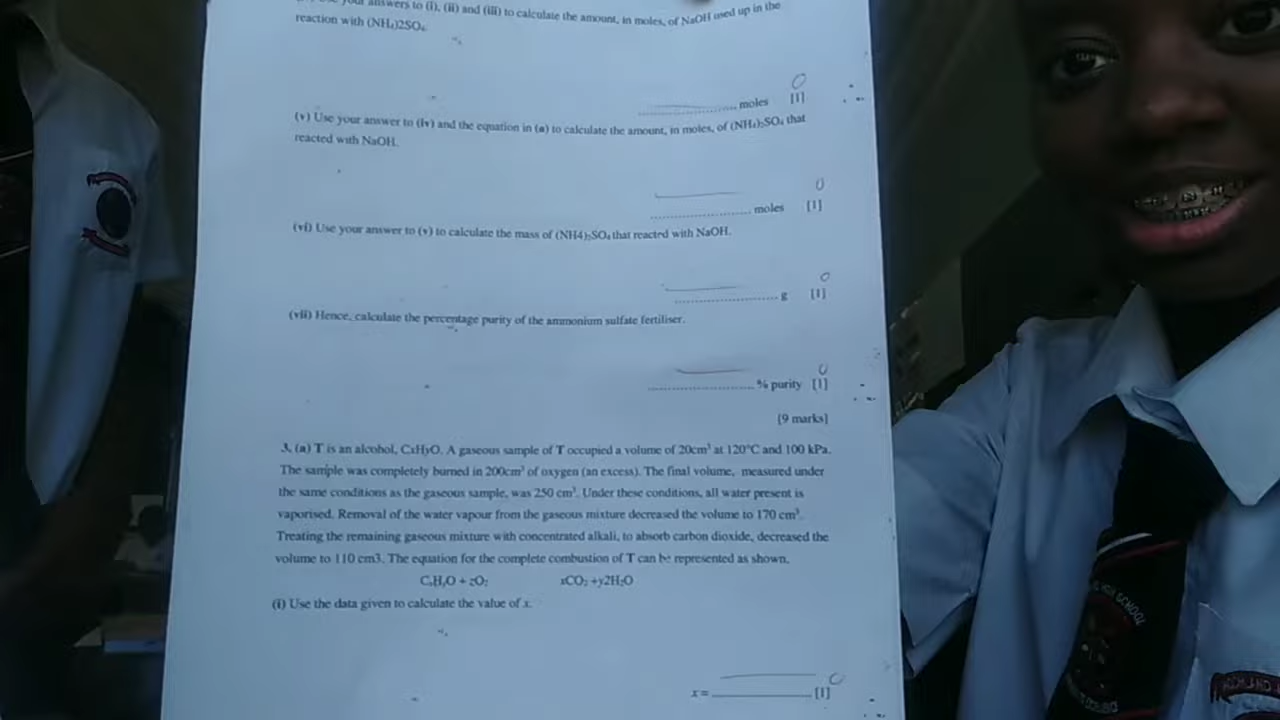 your answers to (i), (ii) and (iii) to calculate the amount, in moles, of NaOH used up in the
reaction with (NH₄)2SO₄
0
moles [1]
(v) Use your answer to (iv) and the equation in (a) to calculate the amount, in moles, of (NH₄)₂SO₄ that
reacted with NaOH.
0
moles [1]
(vi) Use your answer to (v) to calculate the mass of (NH4)₂SO₄ that reactrd with NaOH.
0
g [1]
(vii) Hence, calculate the percentage purity of the ammonium sulfate fertiliser.
0
% purity [1]
[9 marks]
3. (a) T is an alcohol, CxHyO. A gaseous sample of T occupied a volume of 20cm³ at 120°C and 100 kPa.
The sample was completely burned in 200cm³ of oxygen (an excess). The final volume, measured under
the same conditions as the gaseous sample, was 250 cm³. Under these conditions, all water present is
vaporised. Removal of the water vapour from the gaseous mixture decreased the volume to 170 cm³.
Treating the remaining gaseous mixture with concentrated alkali, to absorb carbon dioxide, decreased the
volume to 110 cm3. The equation for the complete combustion of T can be represented as shown.
CₓHᵧO + zO₂ xCO₂ +y2H₂O
(i) Use the data given to calculate the value of x.
0
x = [1]
HIGH SCHOOL